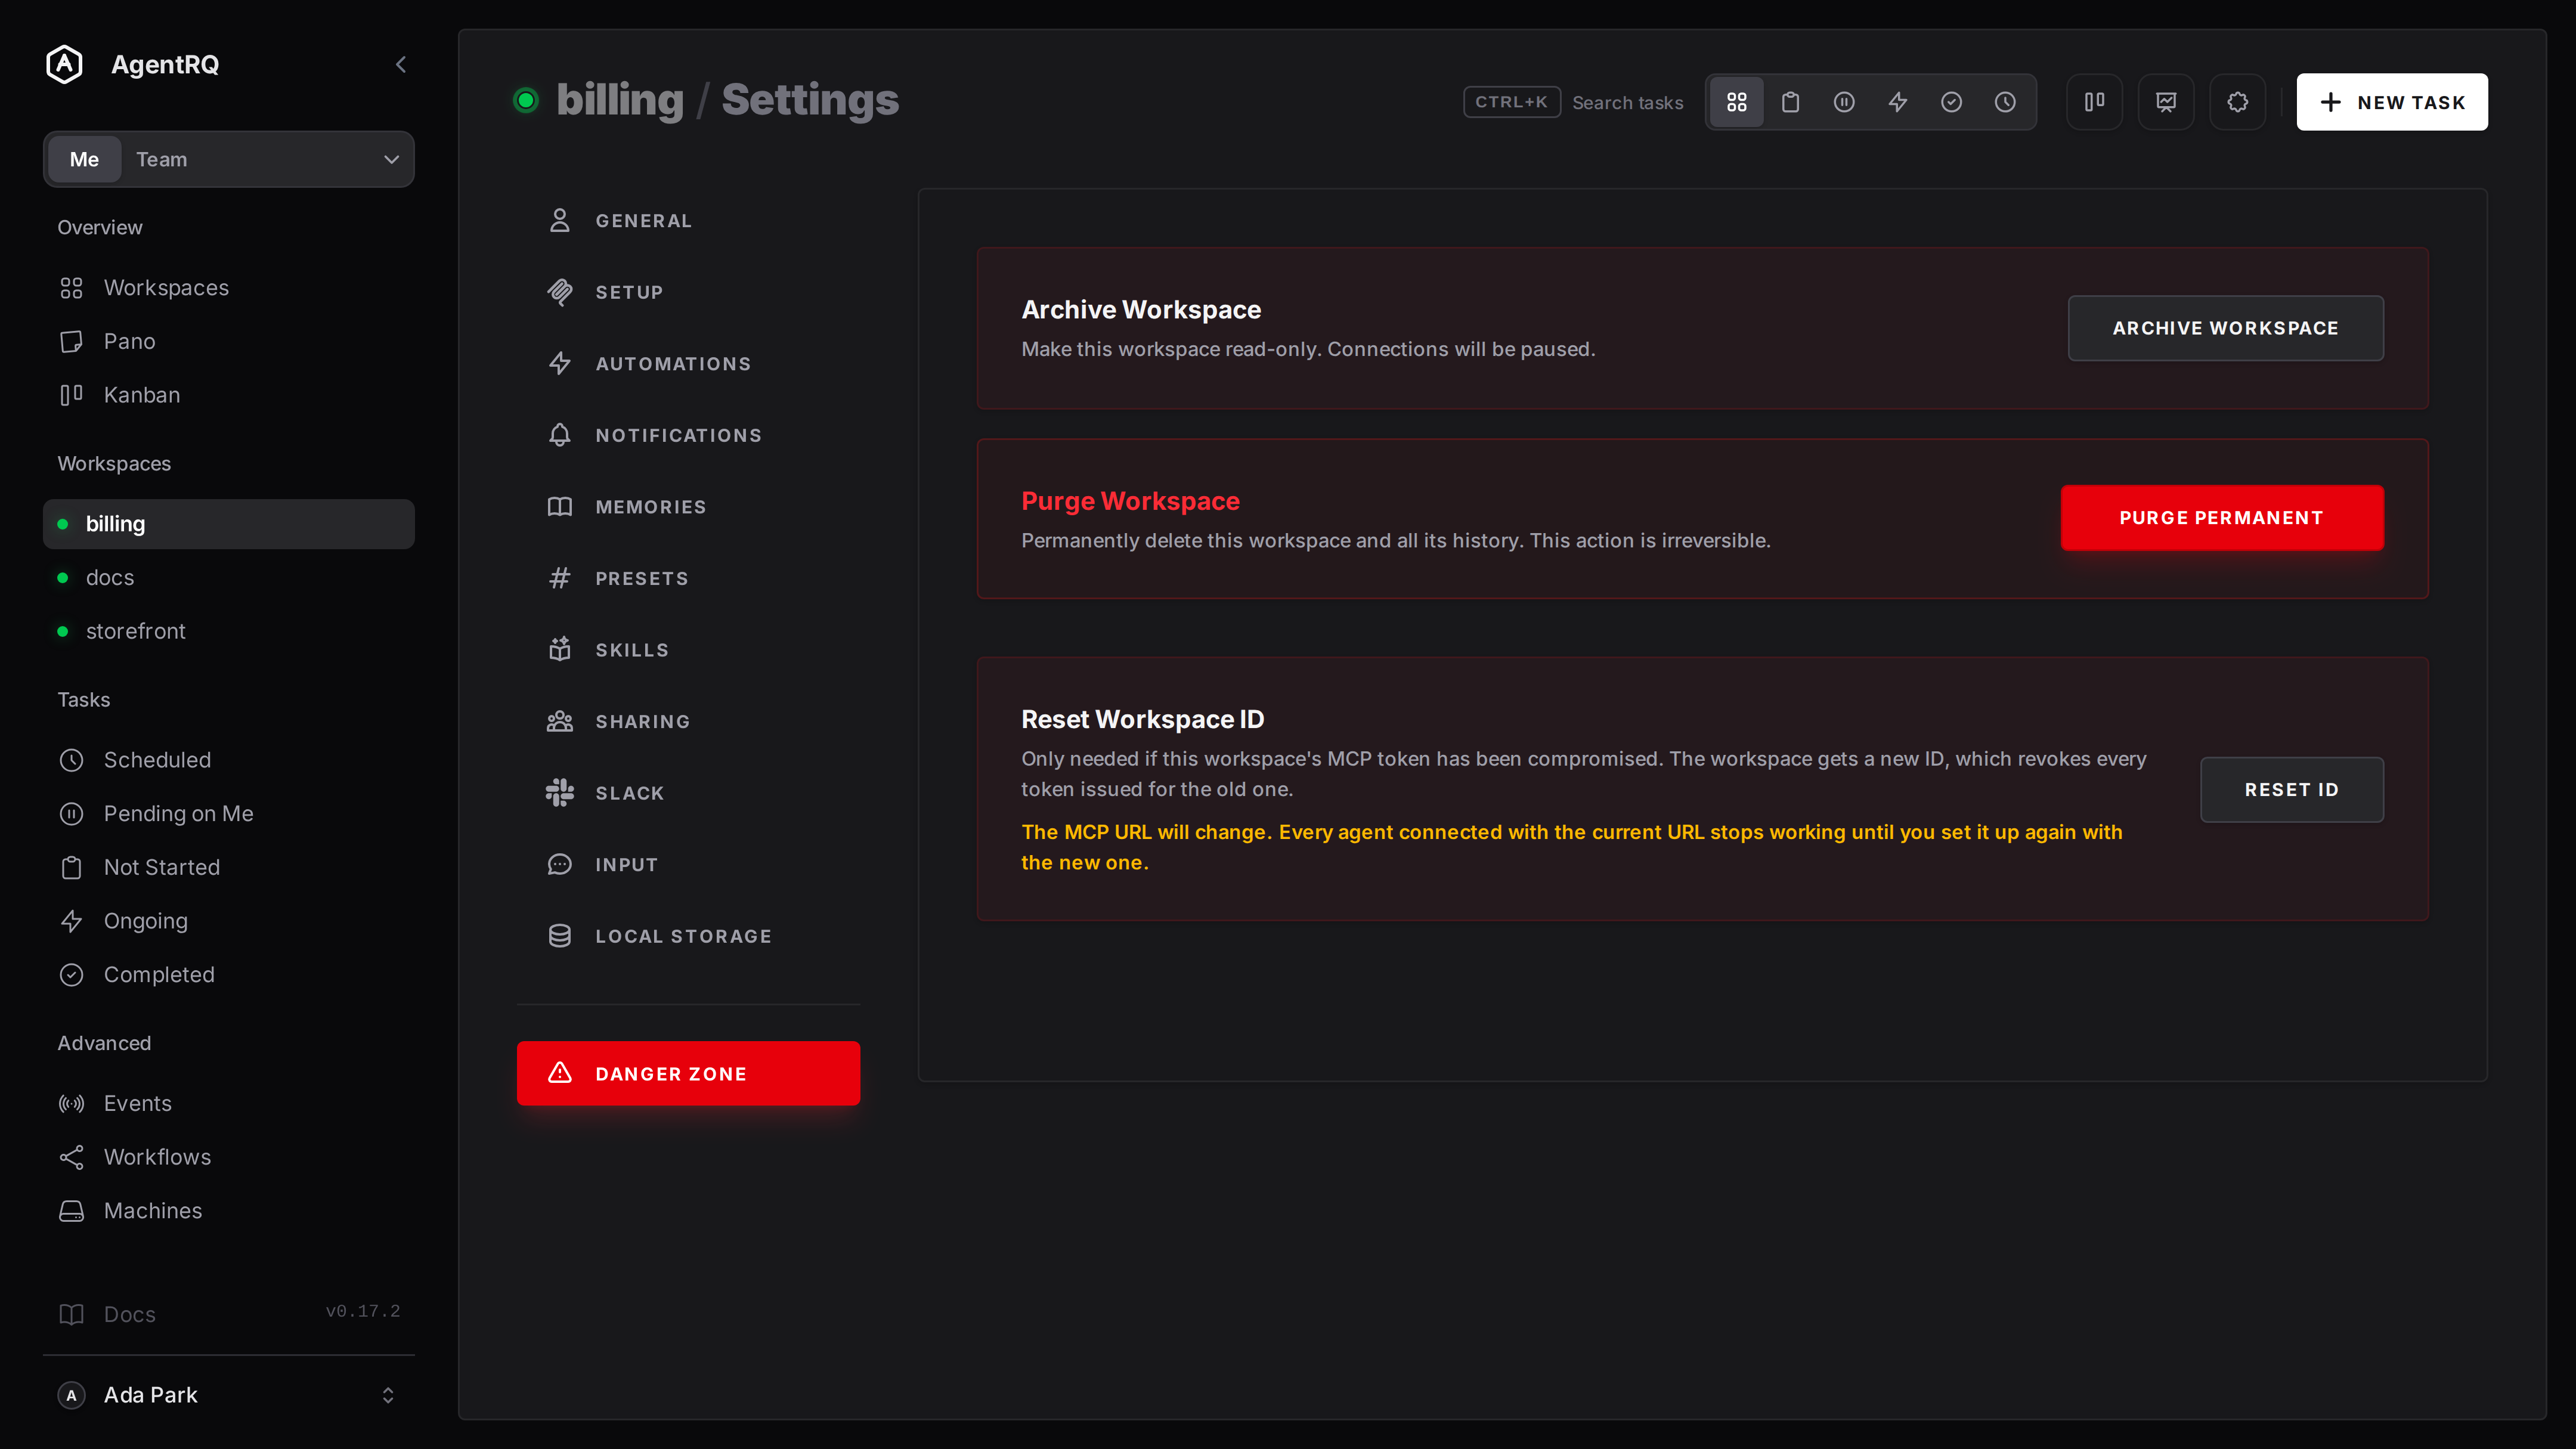 AgentRQ
Me
Team
Overview
Workspaces
Pano
Kanban
Workspaces
billing
docs
storefront
Tasks
Scheduled
Pending on Me
Not Started
Ongoing
Completed
Advanced
Events
Workflows
Machines
Docs
v0.17.2
A
Ada Park
billing / Settings
CTRL+K
Search tasks
NEW TASK
GENERAL
SETUP
AUTOMATIONS
NOTIFICATIONS
MEMORIES
PRESETS
SKILLS
SHARING
SLACK
INPUT
LOCAL STORAGE
DANGER ZONE
Archive Workspace
Make this workspace read-only. Connections will be paused.
ARCHIVE WORKSPACE
Purge Workspace
Permanently delete this workspace and all its history. This action is irreversible.
PURGE PERMANENT
Reset Workspace ID
Only needed if this workspace's MCP token has been compromised. The workspace gets a new ID, which revokes every
token issued for the old one.
The MCP URL will change. Every agent connected with the current URL stops working until you set it up again with
the new one.
RESET ID